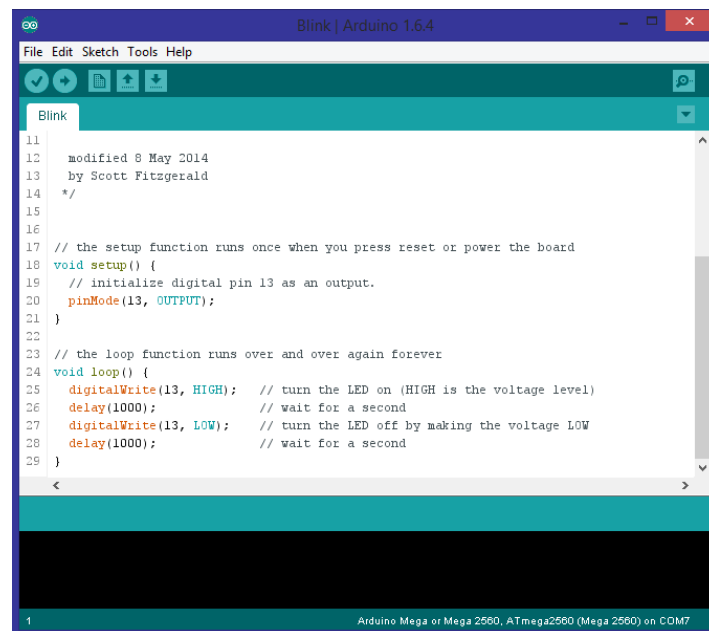 Blink | Arduino 1.6.4
File Edit Sketch Tools Help
Blink
11
12 modified 8 May 2014
13 by Scott Fitzgerald
14 */
15
16
17 // the setup function runs once when you press reset or power the board
18 void setup() {
19 // initialize digital pin 13 as an output.
20 pinMode(13, OUTPUT);
21 }
22
23 // the loop function runs over and over again forever
24 void loop() {
25 digitalWrite(13, HIGH); // turn the LED on (HIGH is the voltage level)
26 delay(1000); // wait for a second
27 digitalWrite(13, LOW); // turn the LED off by making the voltage LOW
28 delay(1000); // wait for a second
29 }
1 Arduino Mega or Mega 2560, ATmega2560 (Mega 2560) on COM7